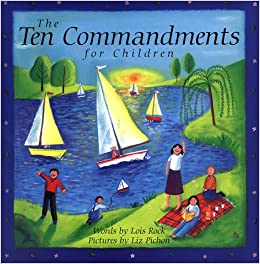 The
Ten Commandments
for Children
Words by Lois Rock
Pictures by Liz Pichon